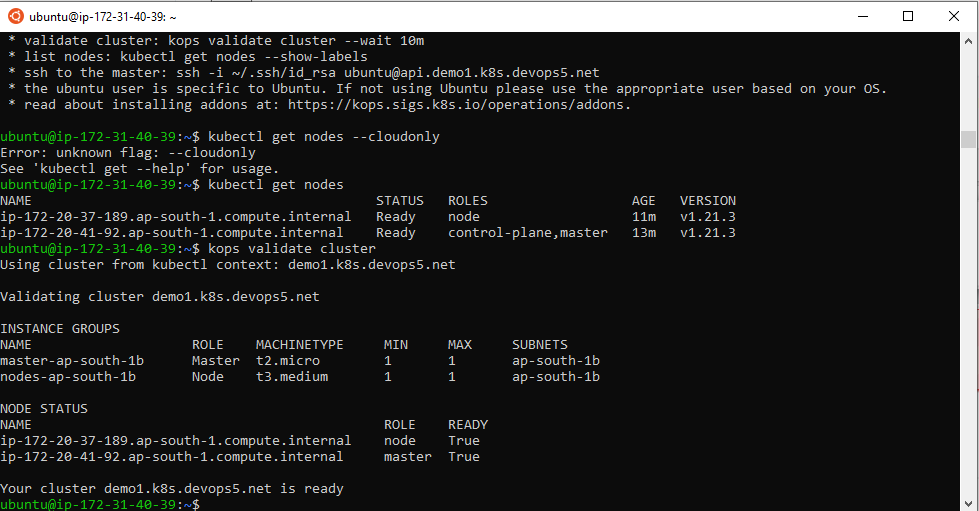 ubuntu@ip-172-31-40-39: ~
* validate cluster: kops validate cluster --wait 10m
* list nodes: kubectl get nodes --show-labels
* ssh to the master: ssh -i ~/.ssh/id_rsa ubuntu@api.demo1.k8s.devops5.net
* the ubuntu user is specific to Ubuntu. If not using Ubuntu please use the appropriate user based on your OS.
* read about installing addons at: https://kops.sigs.k8s.io/operations/addons.
ubuntu@ip-172-31-40-39:~$ kubectl get nodes --cloudonly
Error: unknown flag: --cloudonly
See 'kubectl get --help' for usage.
ubuntu@ip-172-31-40-39:~$ kubectl get nodes
NAME STATUS ROLES AGE VERSION
ip-172-20-37-189.ap-south-1.compute.internal Ready node 11m v1.21.3
ip-172-20-41-92.ap-south-1.compute.internal Ready control-plane,master 13m v1.21.3
ubuntu@ip-172-31-40-39:~$ kops validate cluster
Using cluster from kubectl context: demo1.k8s.devops5.net
Validating cluster demo1.k8s.devops5.net
INSTANCE GROUPS
NAME ROLE MACHINETYPE MIN MAX SUBNETS
master-ap-south-1b Master t2.micro 1 1 ap-south-1b
nodes-ap-south-1b Node t3.medium 1 1 ap-south-1b
NODE STATUS
NAME ROLE READY
ip-172-20-37-189.ap-south-1.compute.internal node True
ip-172-20-41-92.ap-south-1.compute.internal master True
Your cluster demo1.k8s.devops5.net is ready
ubuntu@ip-172-31-40-39:~$